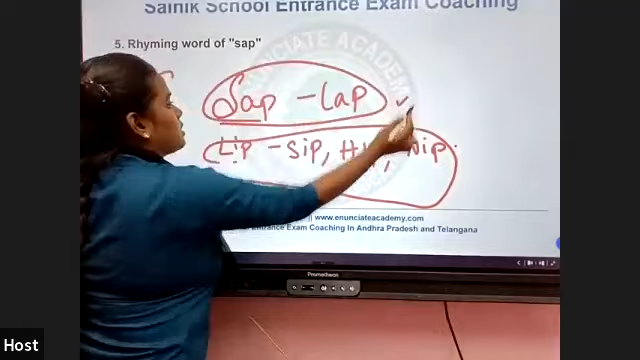 Sainik School Entrance Exam Coaching
5. Rhyming word of "sap"
Sap - Lap ✓
Lip - Sip,
|| www.enunciateacademy.com
Entrance Exam Coaching In Andhra Pradesh and Telangana
Promethean
Host